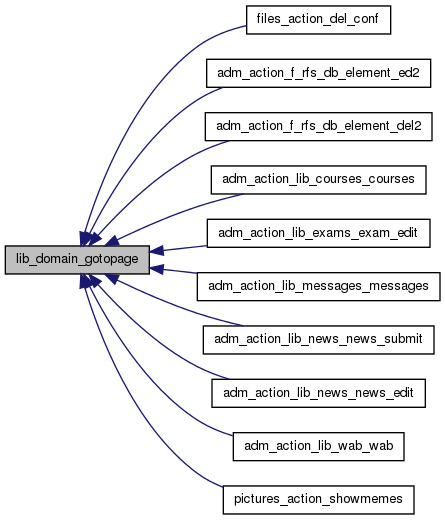 files_action_del_conf
adm_action_f_rfs_db_element_ed2
adm_action_f_rfs_db_element_del2
adm_action_lib_courses_courses
adm_action_lib_exams_exam_edit
lib_domain_gotopage
adm_action_lib_messages_messages
adm_action_lib_news_news_submit
adm_action_lib_news_news_edit
adm_action_lib_wab_wab
pictures_action_showmemes